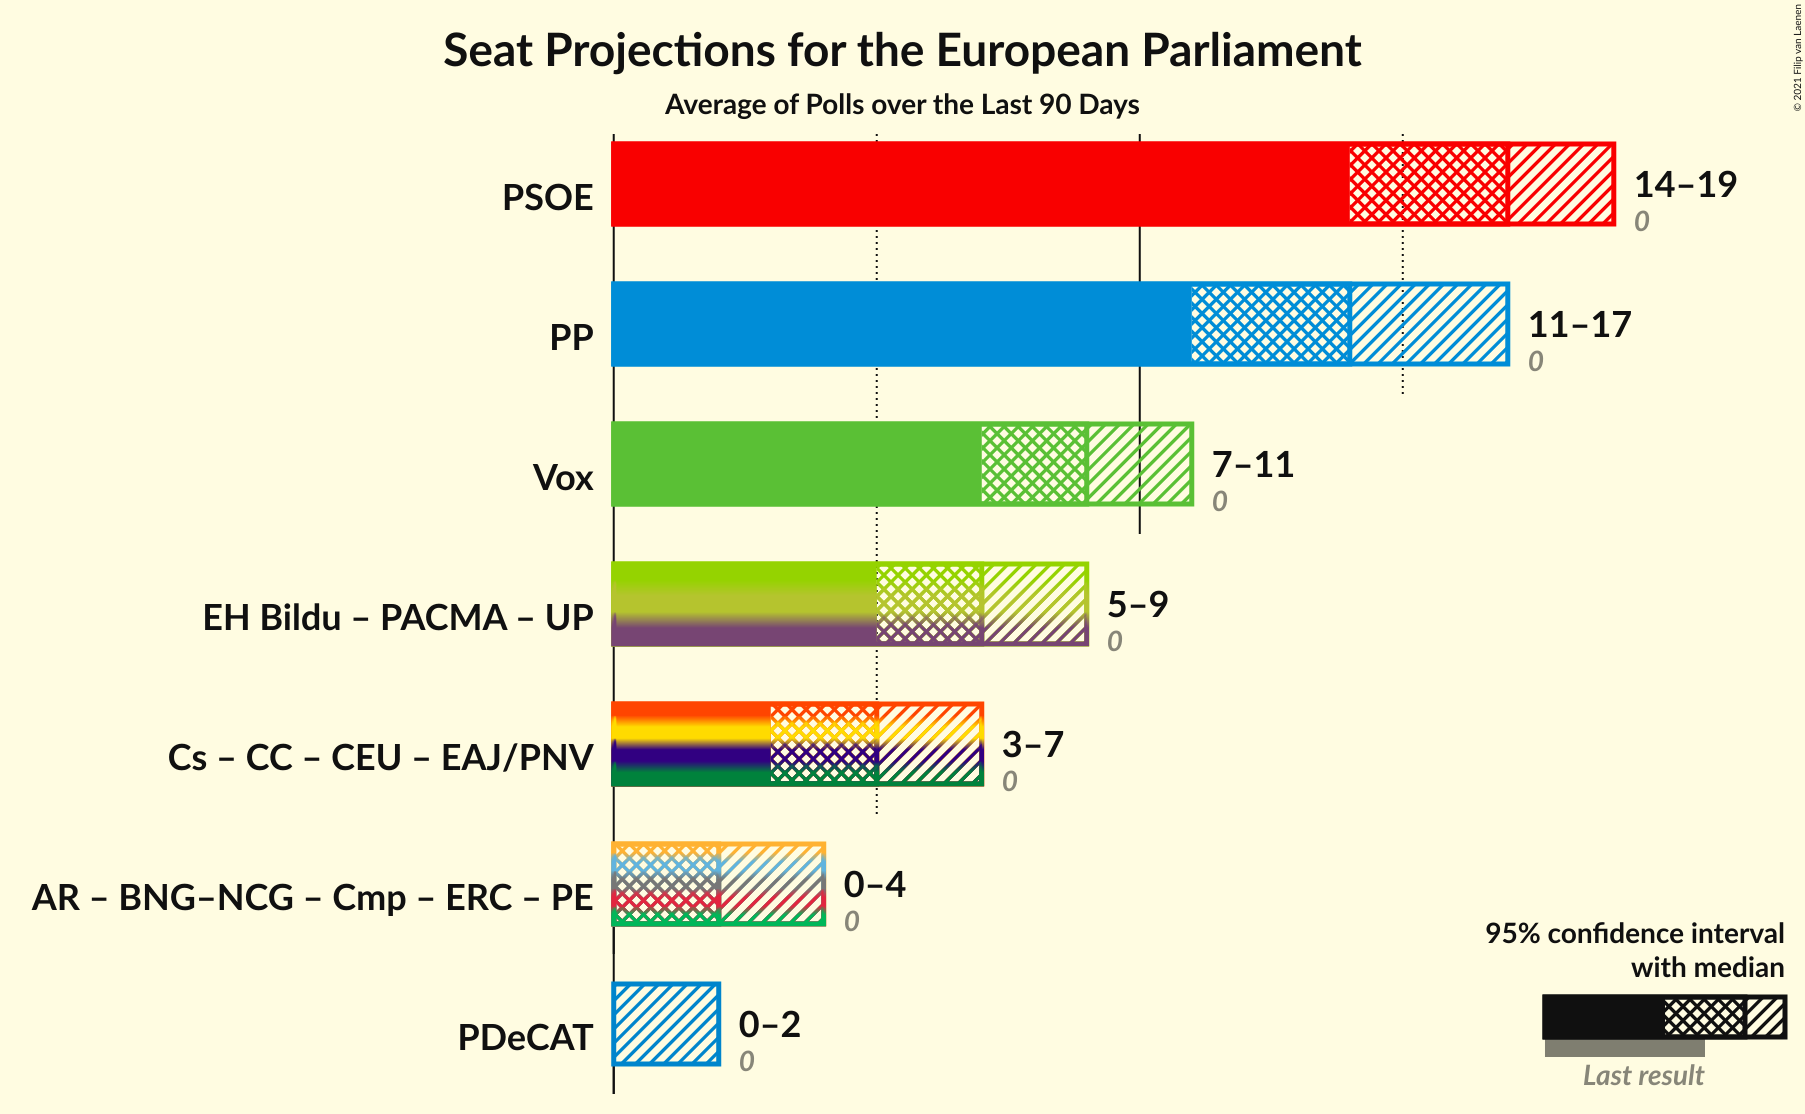 Seat Projections for the European Parliament
Average of Polls over the Last 90 Days
© 2021 Filip van Laenen
PSOE
14–19
0
PP
11–17
0
Vox
7–11
0
EH Bildu – PACMA – UP
5–9
0
Cs – CC – CEU – EAJ/PNV
3–7
0
AR – BNG–NCG – Cmp – ERC – PE
0–4
0
PDeCAT
0–2
0
95% confidence interval
with median
Last result